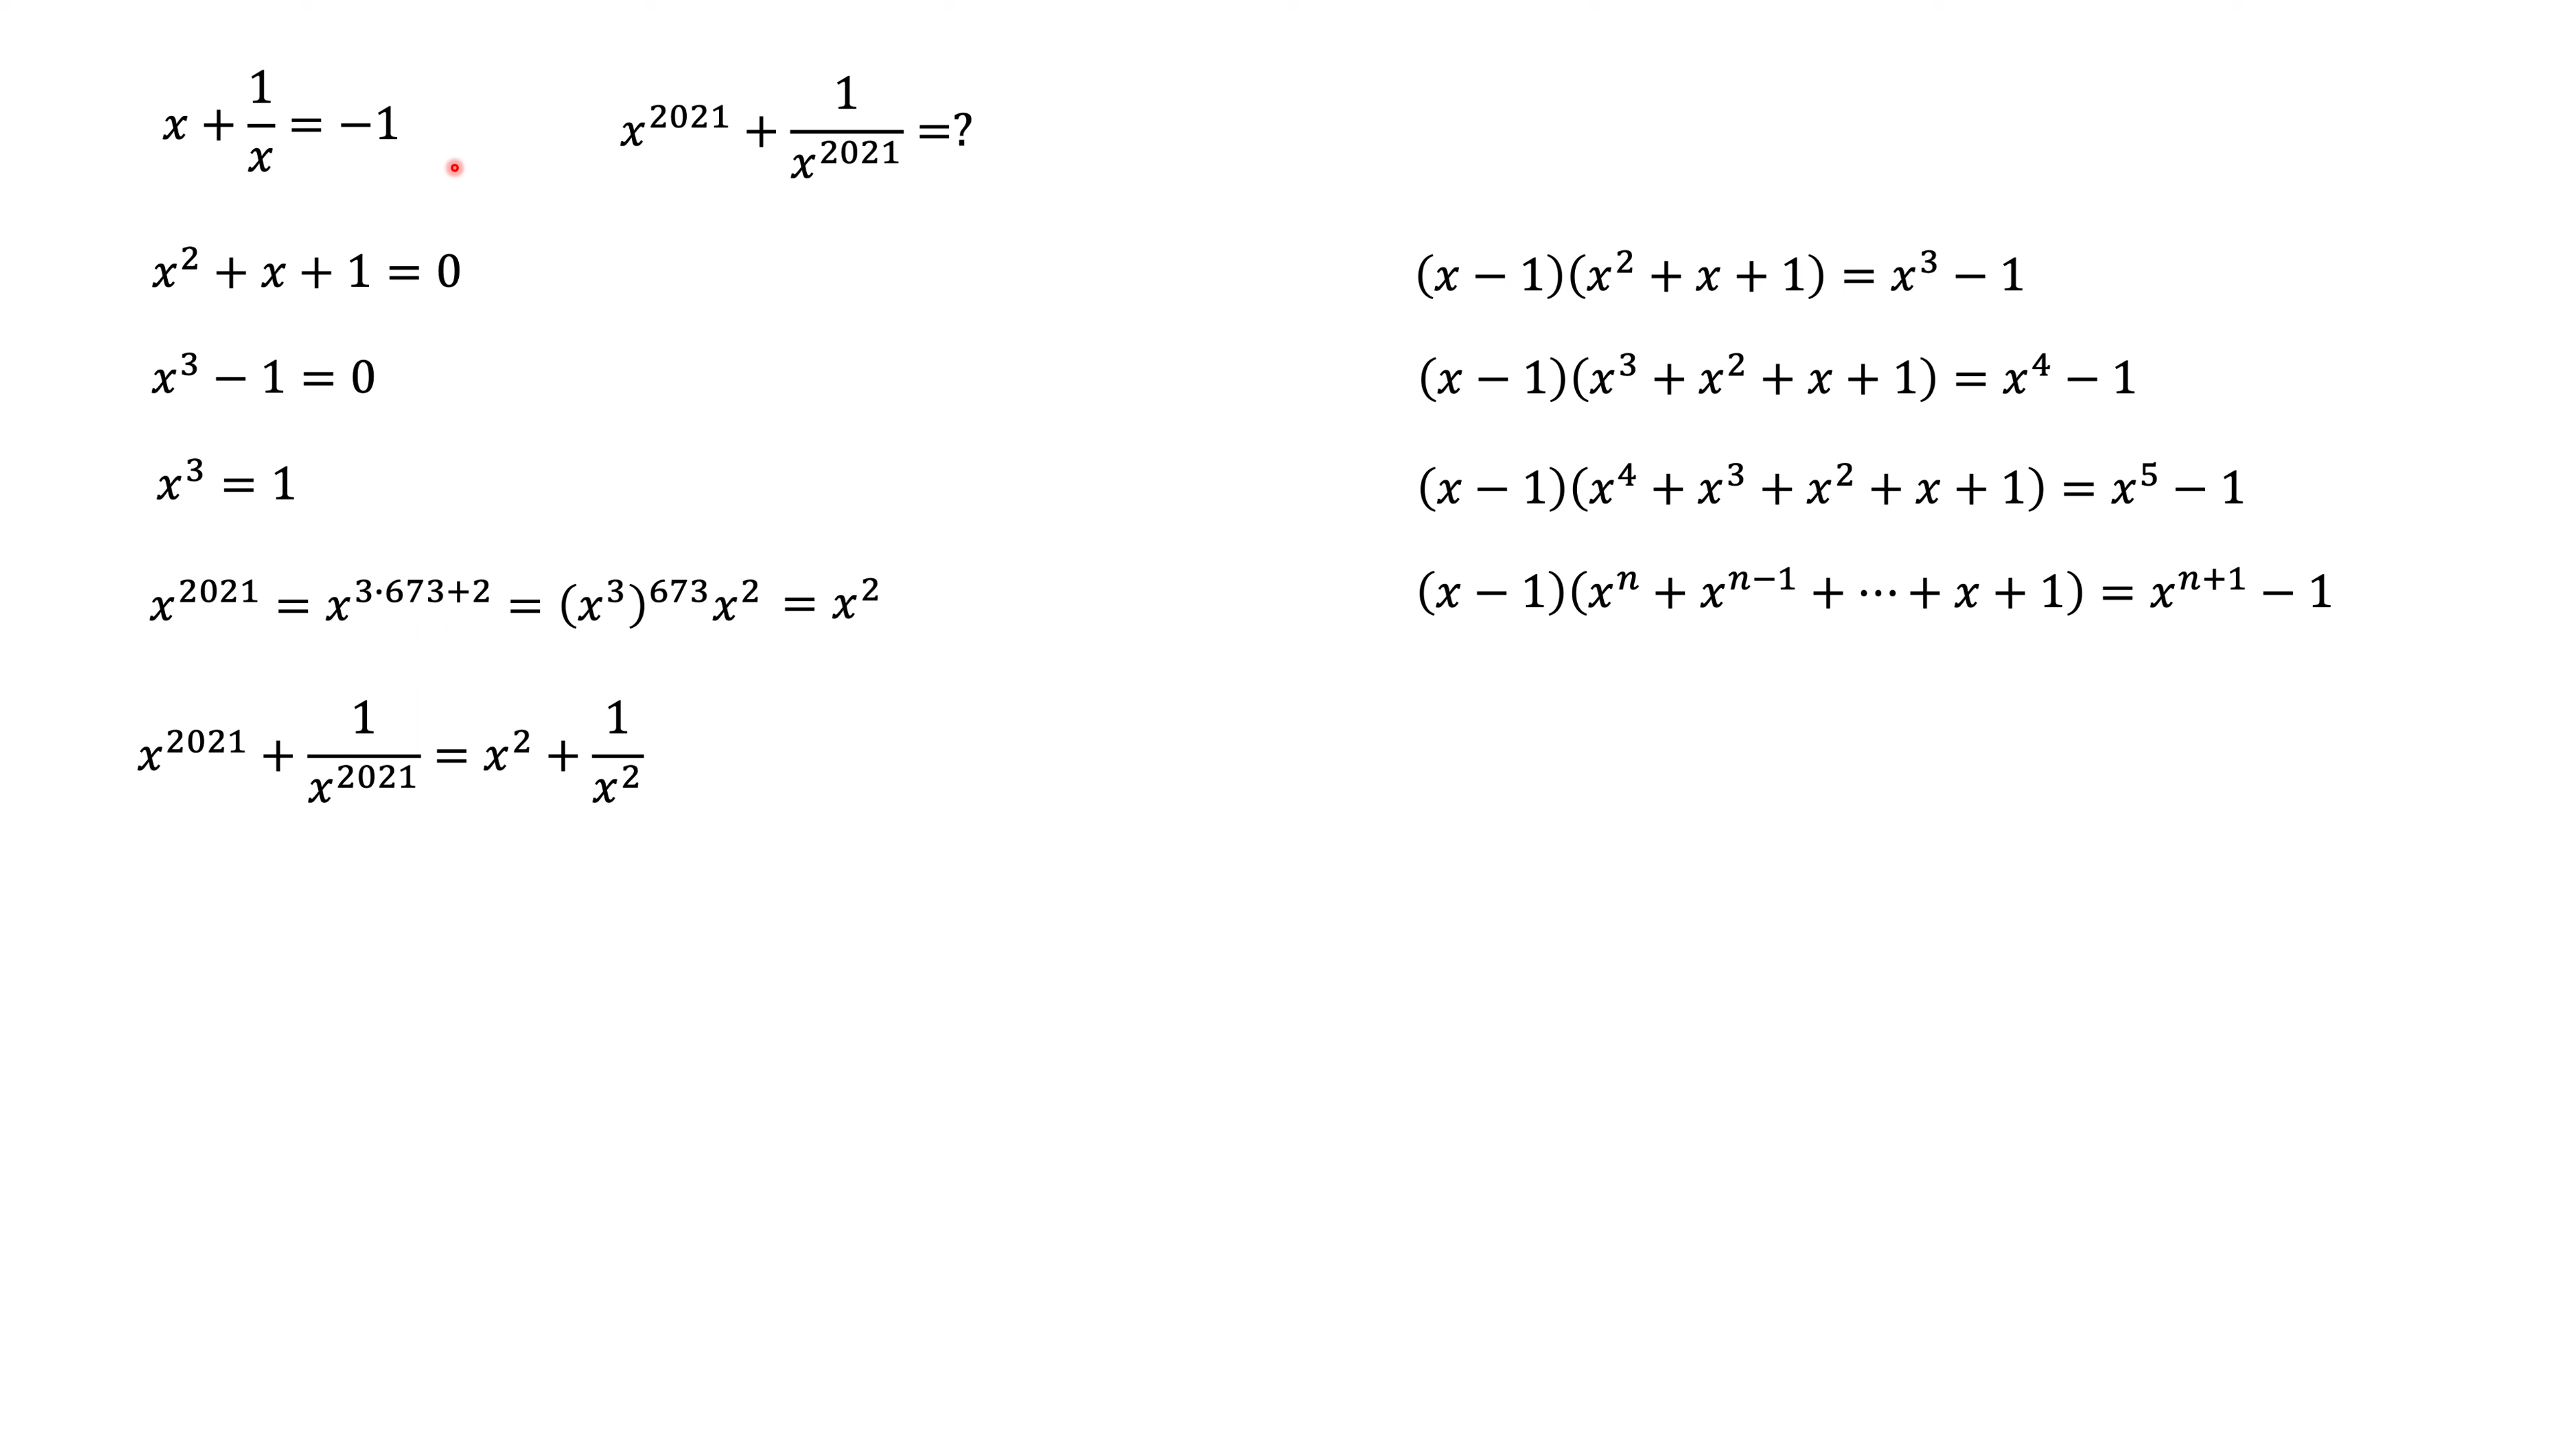 x + 1/x = −1    x^2021 + 1/x^2021 =?
x^2 + x + 1 = 0
x^3 − 1 = 0
x^3 = 1
x^2021 = x^(3·673+2) = (x^3)^673 x^2 = x^2
x^2021 + 1/x^2021 = x^2 + 1/x^2
(x − 1)(x^2 + x + 1) = x^3 − 1
(x − 1)(x^3 + x^2 + x + 1) = x^4 − 1
(x − 1)(x^4 + x^3 + x^2 + x + 1) = x^5 − 1
(x − 1)(x^n + x^(n−1) + ⋯ + x + 1) = x^(n+1) − 1